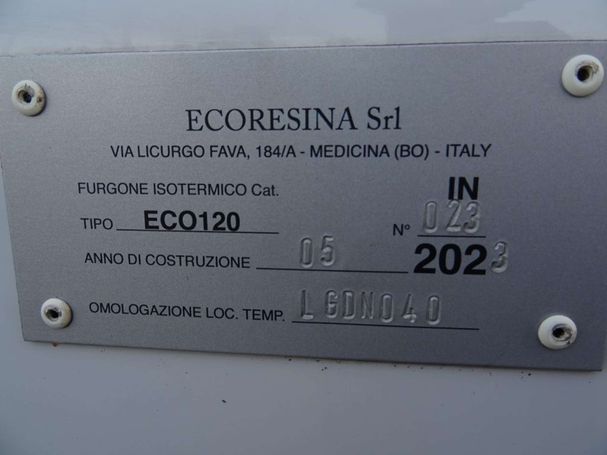 ECORESINA Srl
VIA LICURGO FAVA, 184/A - MEDICINA (BO) - ITALY
FURGONE ISOTERMICO Cat. IN
TIPO ECO120 N° 023
ANNO DI COSTRUZIONE 05 2023
OMOLOGAZIONE LOC. TEMP. LGDN040